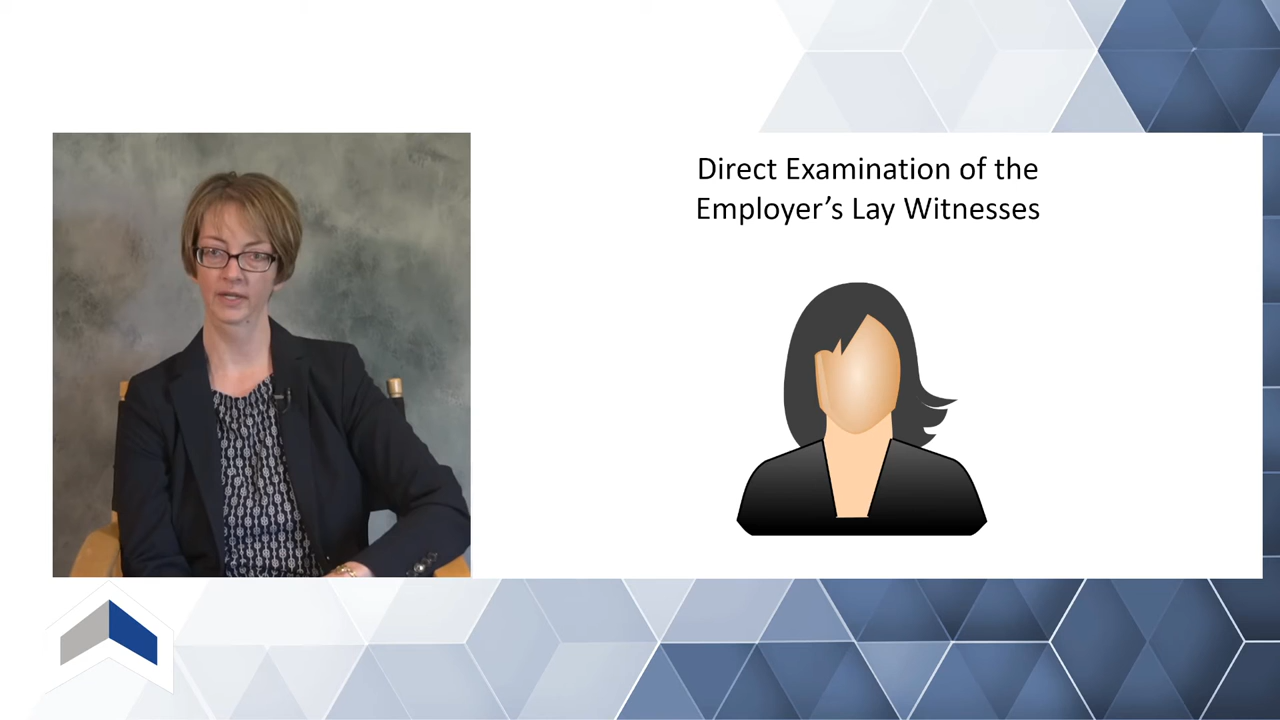 Direct Examination of the
Employer’s Lay Witnesses